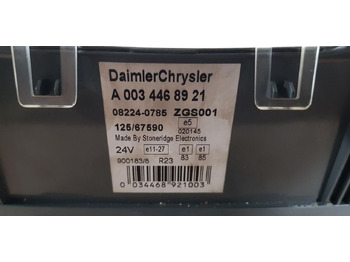 DaimlerChrysler
A 003 446 89 21
08224-0785 ZGS001
125/67590 e5
020145
Made By Stoneridge Electronics
24V e11-27 e1 e1
900183/8 R23 83 85
0 034468 921003